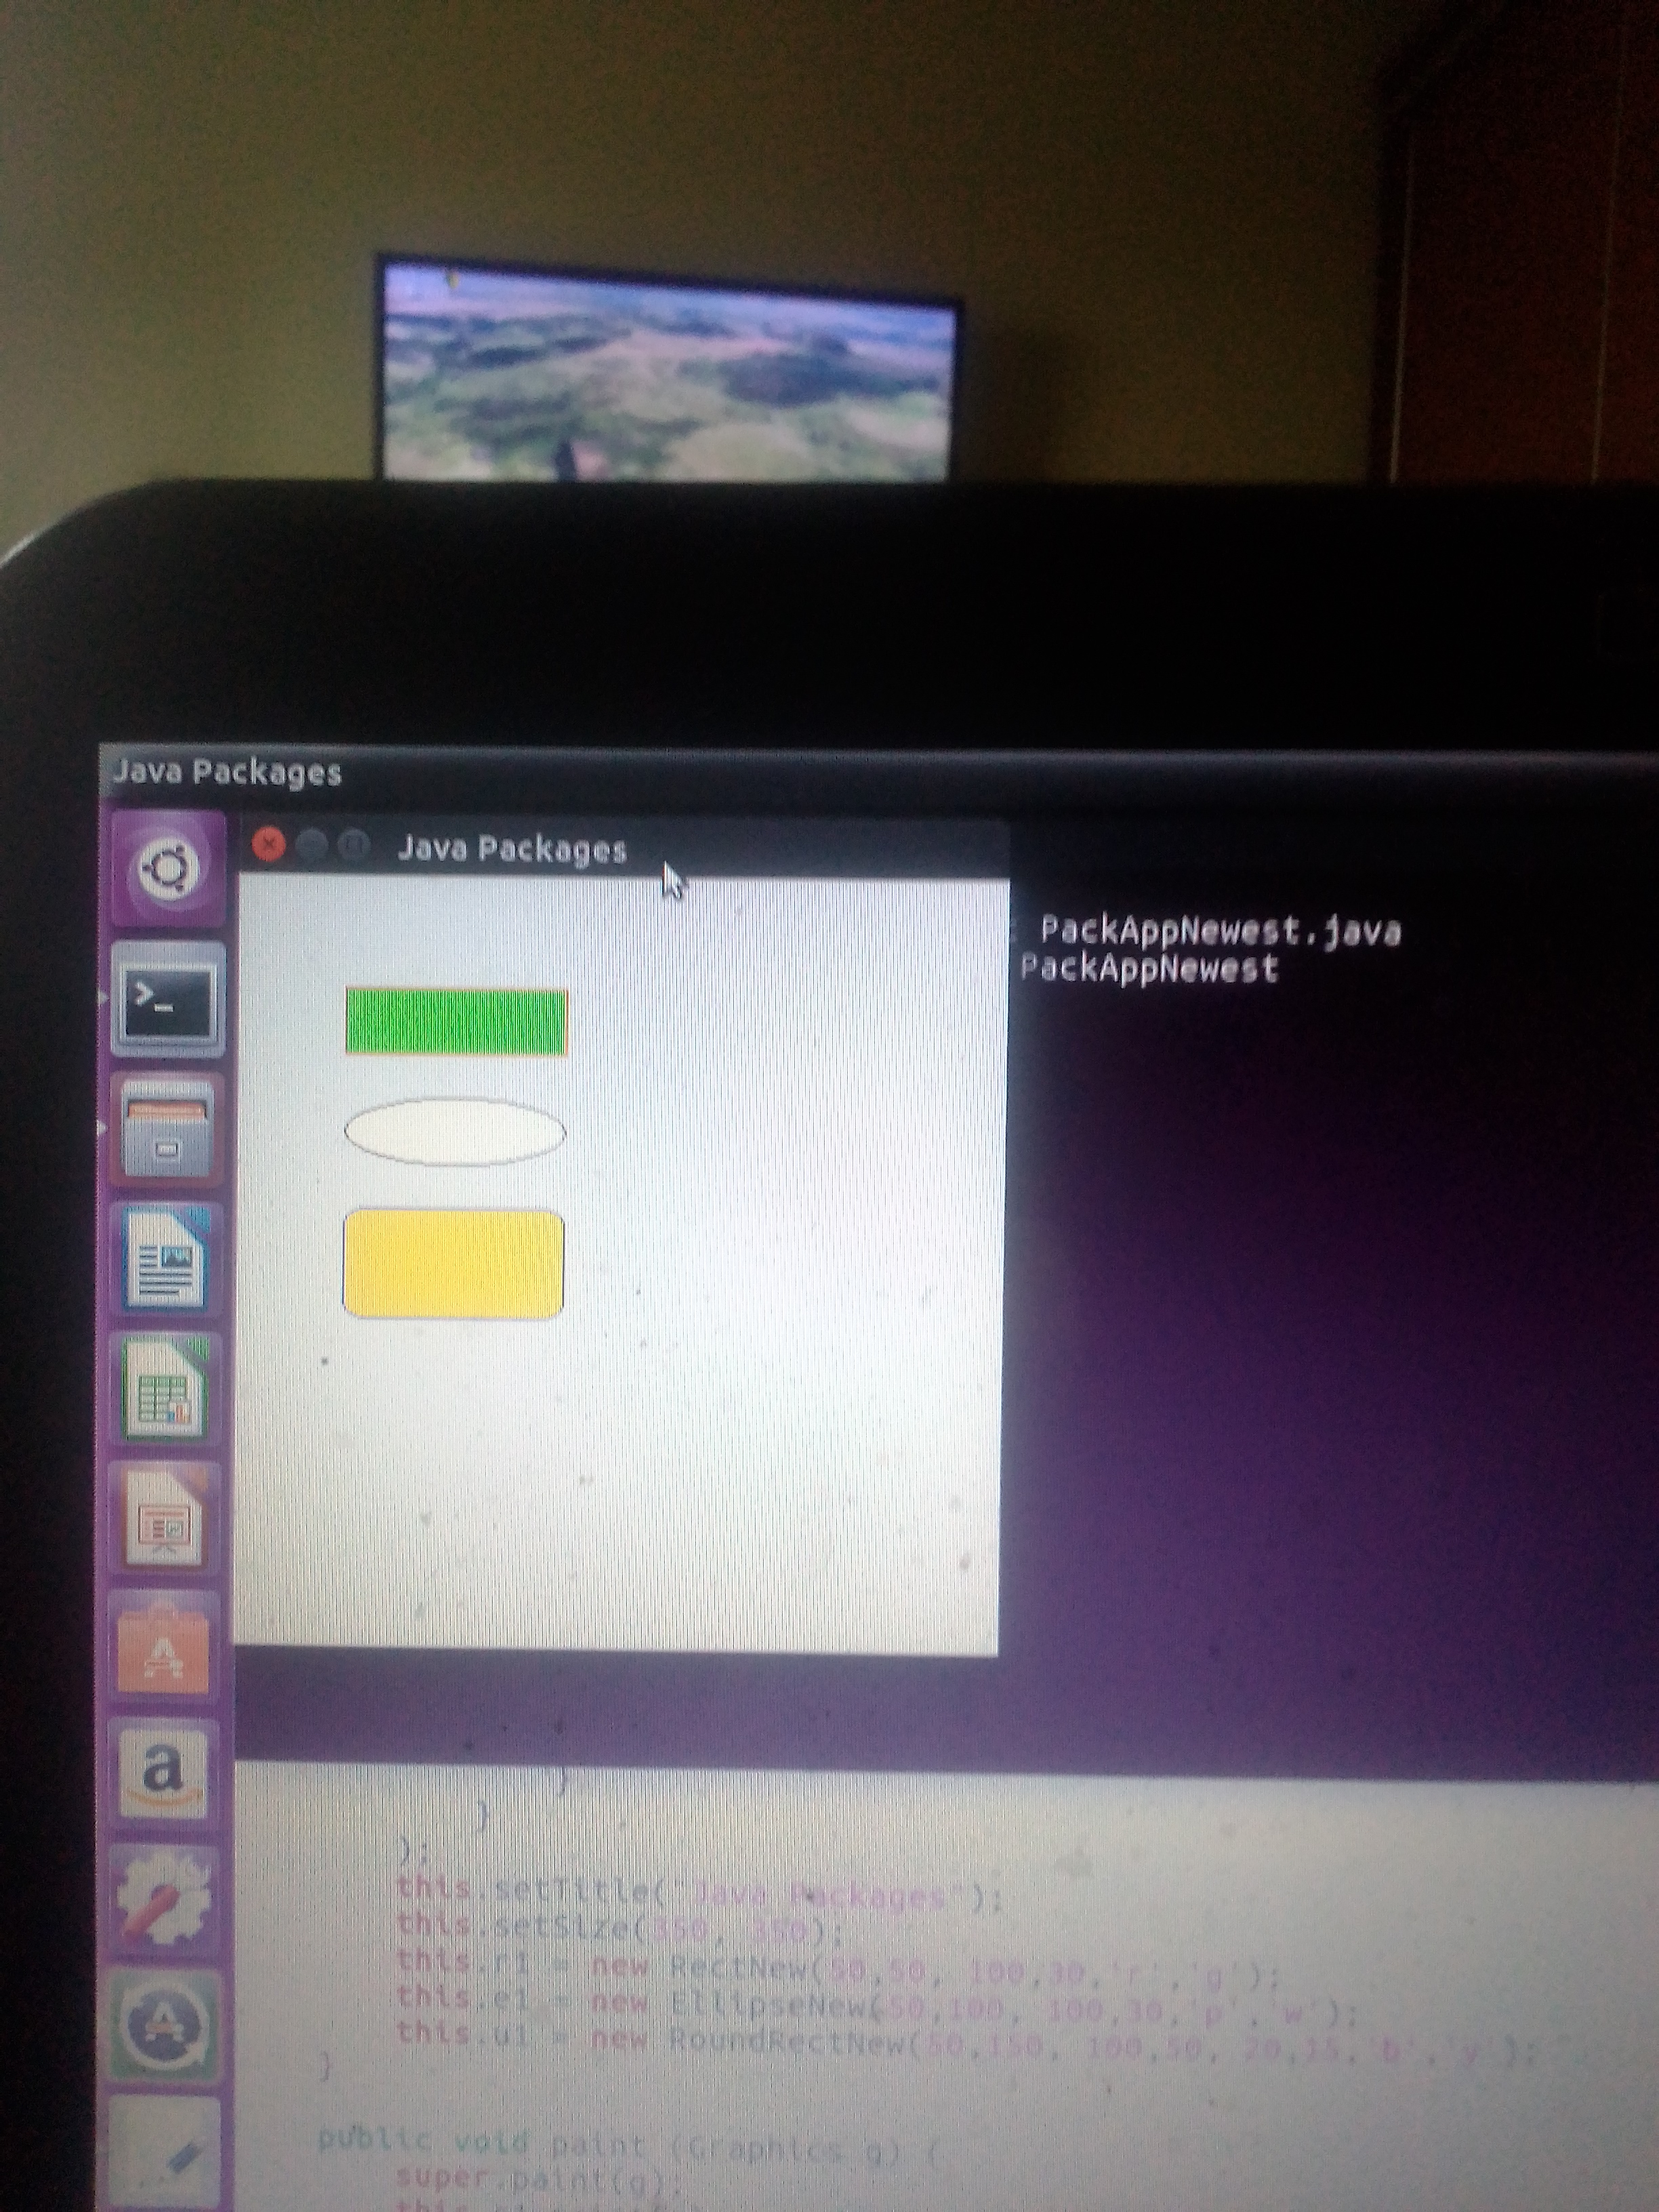 Java Packages
Java Packages
PackAppNewest.java
PackAppNewest
>_
A
a
A
}
}
);
this.setTitle("Java Packages");
this.setSize(350, 350);
this.r1 = new RectNew(50,50, 100,30,'r','g');
this.e1 = new EllipseNew(50,100, 100,30,'p','w');
this.u1 = new RoundRectNew(50,150, 100,50, 20,15,'b','y');
}
public void paint (Graphics g) {
super.paint(g);